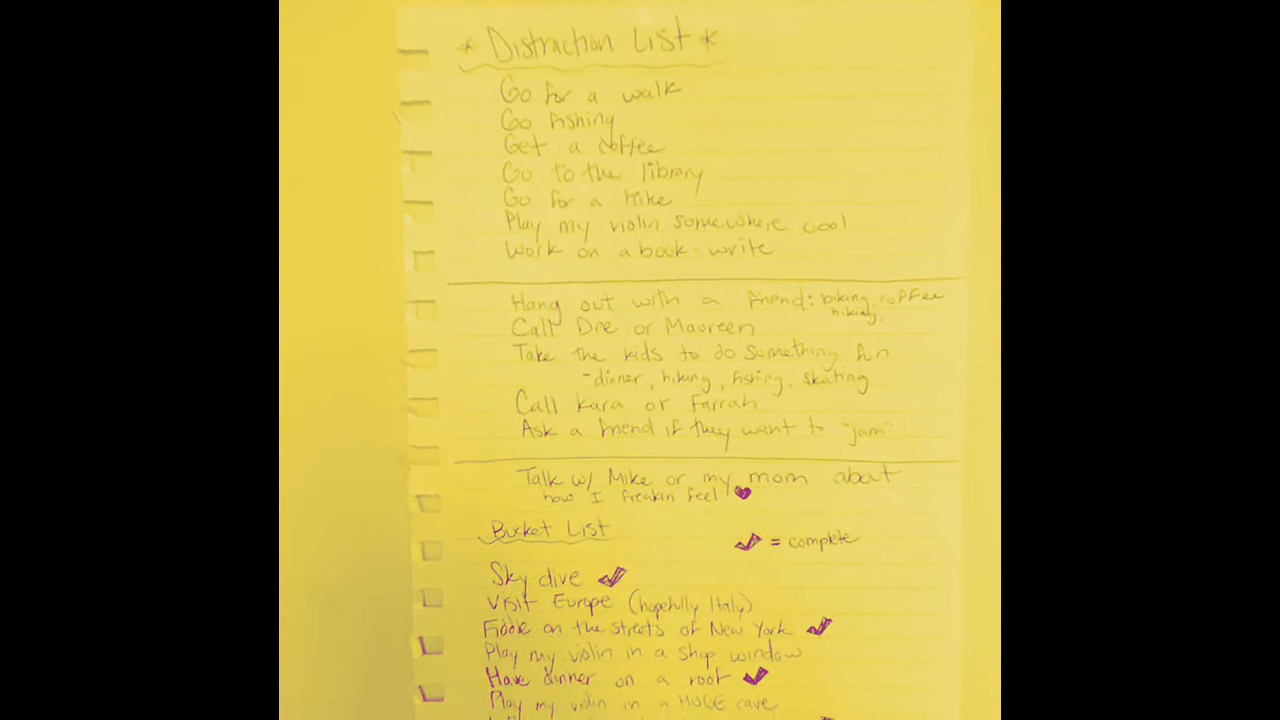 * Distraction List *
Go for a walk
Go fishing
Get a coffee
Go to the library
Go for a hike
Play my violin somewhere cool
Work on a book - write
Hang out with a friend: biking, coffee
hiking,
Call Dre or Maureen
Take the kids to do something fun
- dinner, hiking, fishing, skating
Call Kara or Farrah
Ask a friend if they want to "jam"
Talk w/ Mike or my mom about
how I freakin feel ♥
Bucket List
✓ = complete
Sky dive ✓
Visit Europe (hopefully Italy)
Fiddle on the streets of New York ✓
Play my violin in a shop window
Have dinner on a roof ✓
Play my violin in a HUGE cave